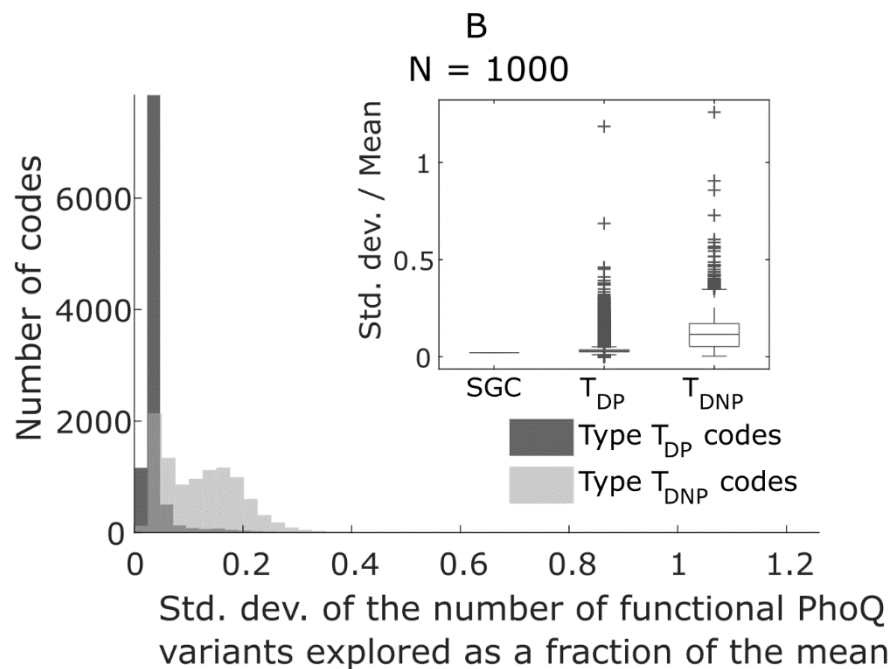 B
N = 1000
Number of codes
6000
4000
2000
0
0 0.2 0.4 0.6 0.8 1 1.2
Std. dev. of the number of functional PhoQ
variants explored as a fraction of the mean
Std. dev. / Mean
1
0.5
0
SGC T_DP T_DNP
Type T_DP codes
Type T_DNP codes